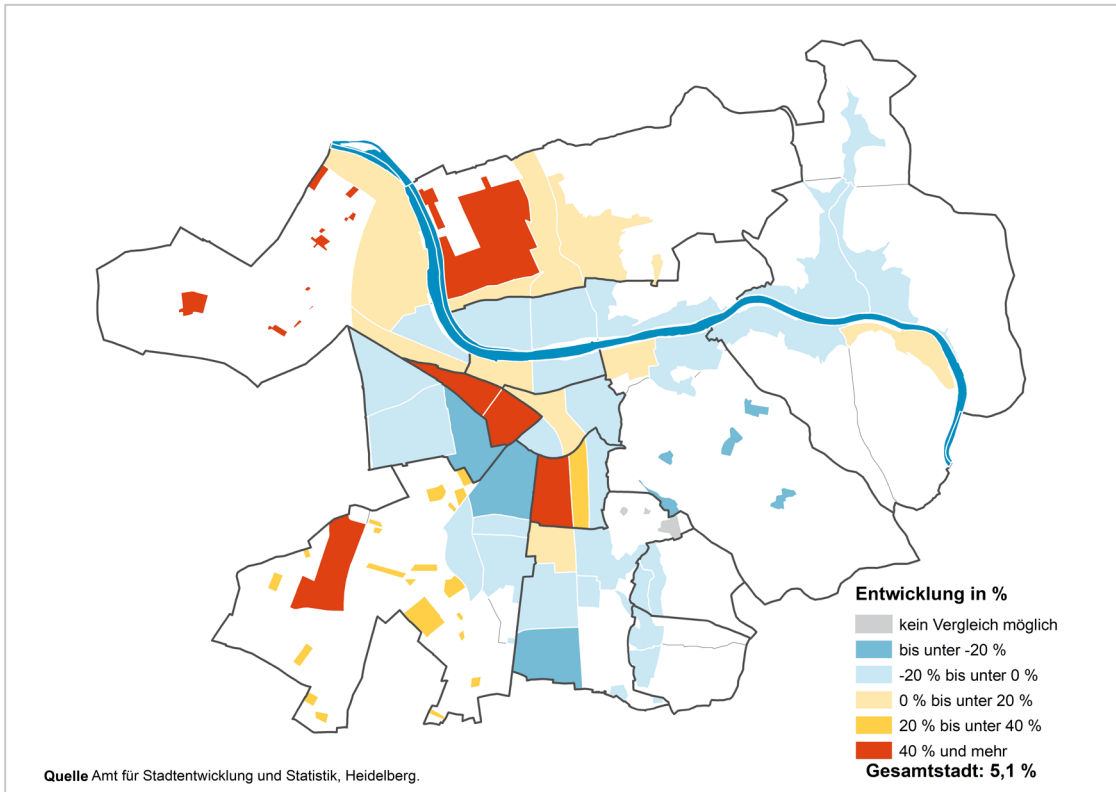 Entwicklung in %
kein Vergleich möglich
bis unter -20 %
-20 % bis unter 0 %
0 % bis unter 20 %
20 % bis unter 40 %
40 % und mehr
Gesamtstadt: 5,1 %
Quelle Amt für Stadtentwicklung und Statistik, Heidelberg.